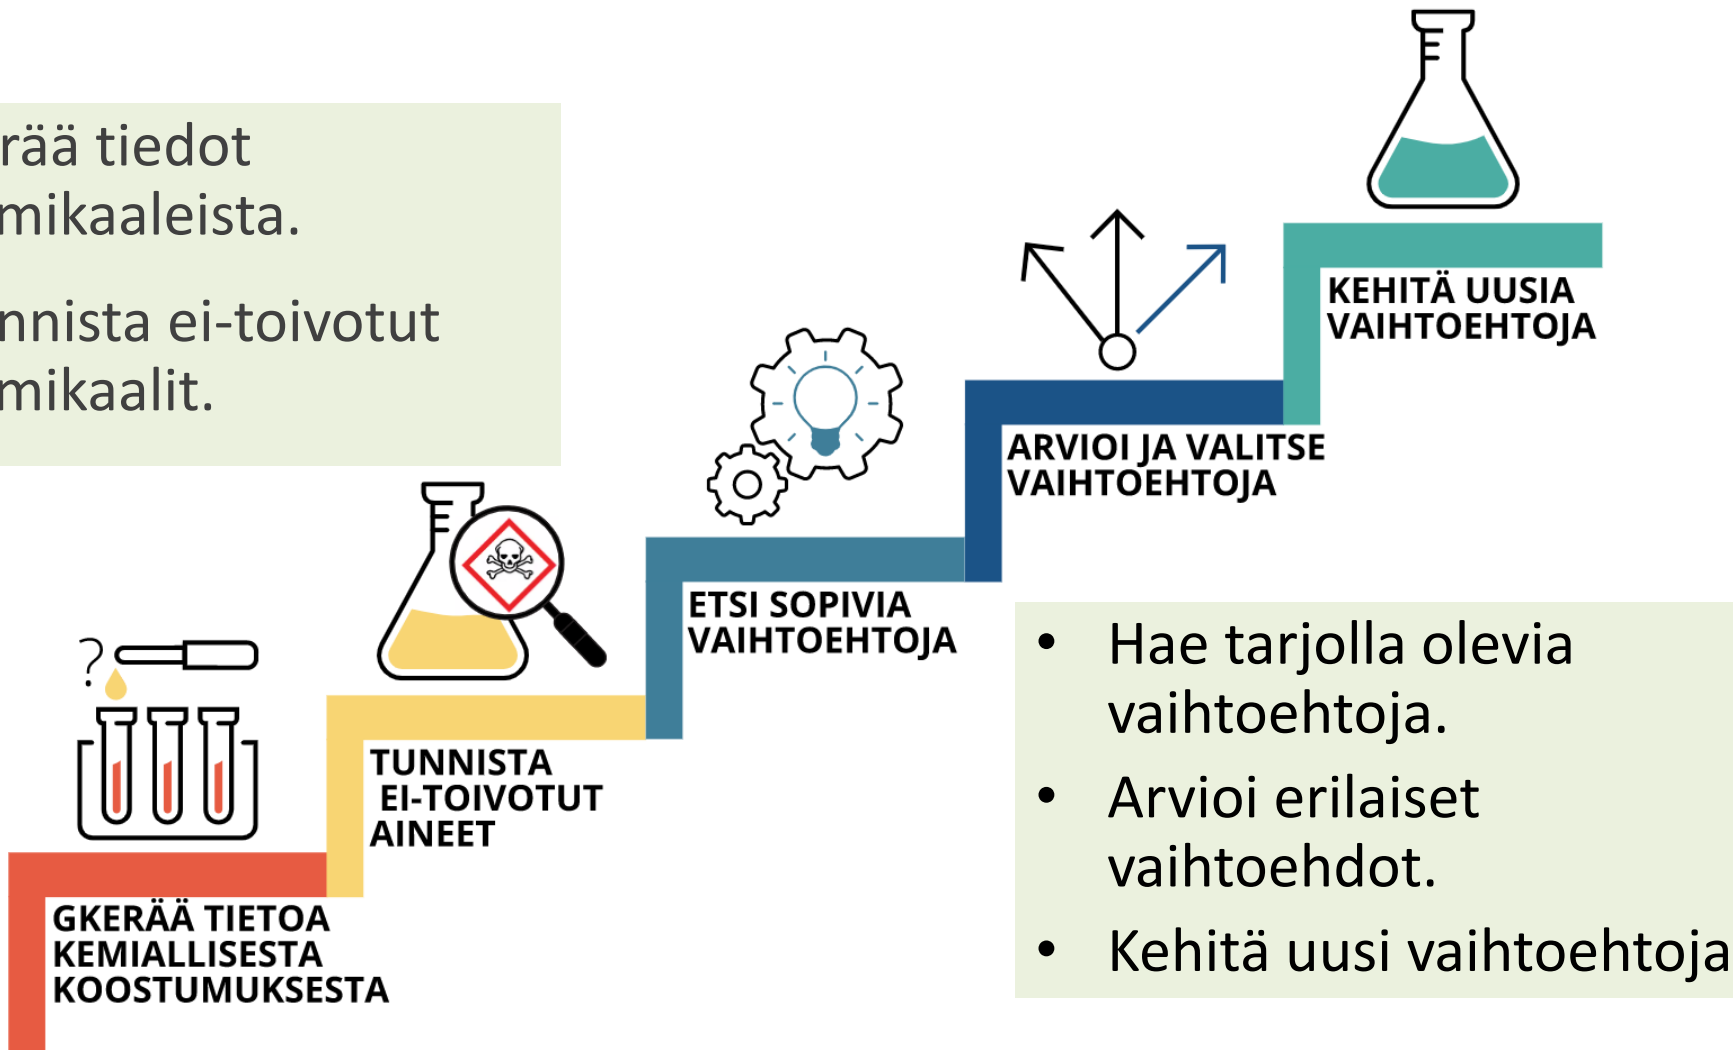 rää tiedot
mikaaleista.
nnista ei-toivotut
mikaalit.
KEHITÄ UUSIA
VAIHTOEHTOJA
ARVIOI JA VALITSE
VAIHTOEHTOJA
ETSI SOPIVIA
VAIHTOEHTOJA
?
TUNNISTA
EI-TOIVOTUT
AINEET
GKERÄÄ TIETOA
KEMIALLISESTA
KOOSTUMUKSESTA
• Hae tarjolla olevia
vaihtoehtoja.
• Arvioi erilaiset
vaihtoehdot.
• Kehitä uusi vaihtoehtoja